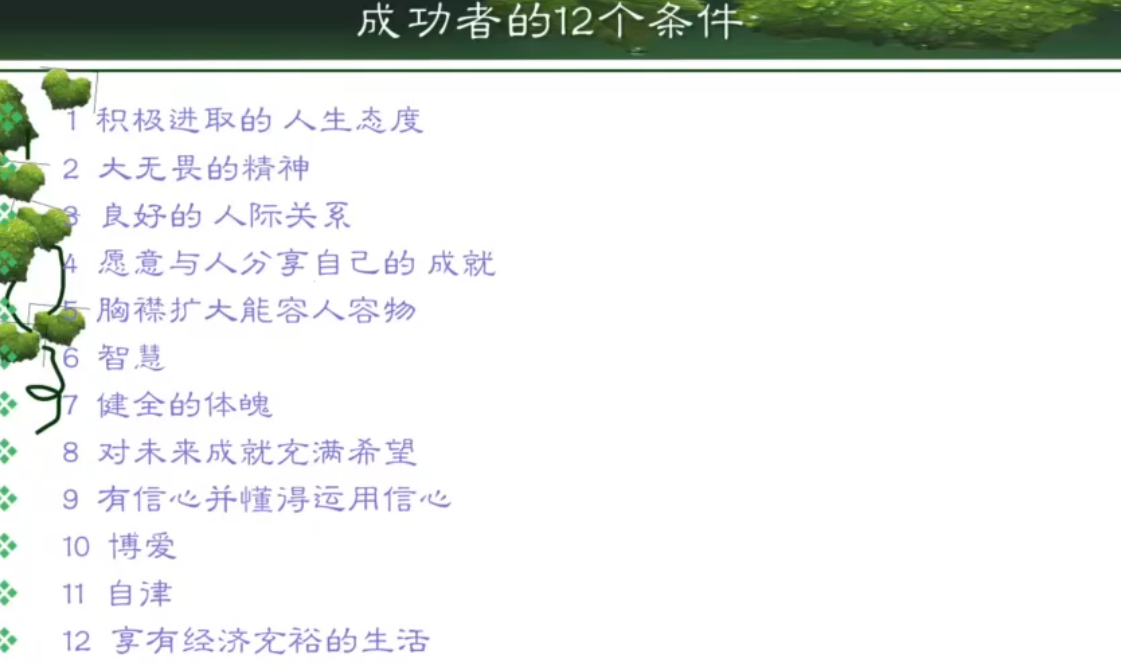 成功者的12个条件
1 积极进取的 人生态度
2 大无畏的精神
3 良好的 人际关系
4 愿意与人分享自己的 成就
5 胸襟扩大能容人容物
6 智慧
7 健全的体魄
8 对未来成就充满希望
9 有信心并懂得运用信心
10 博爱
11 自律
12 享有经济充裕的生活